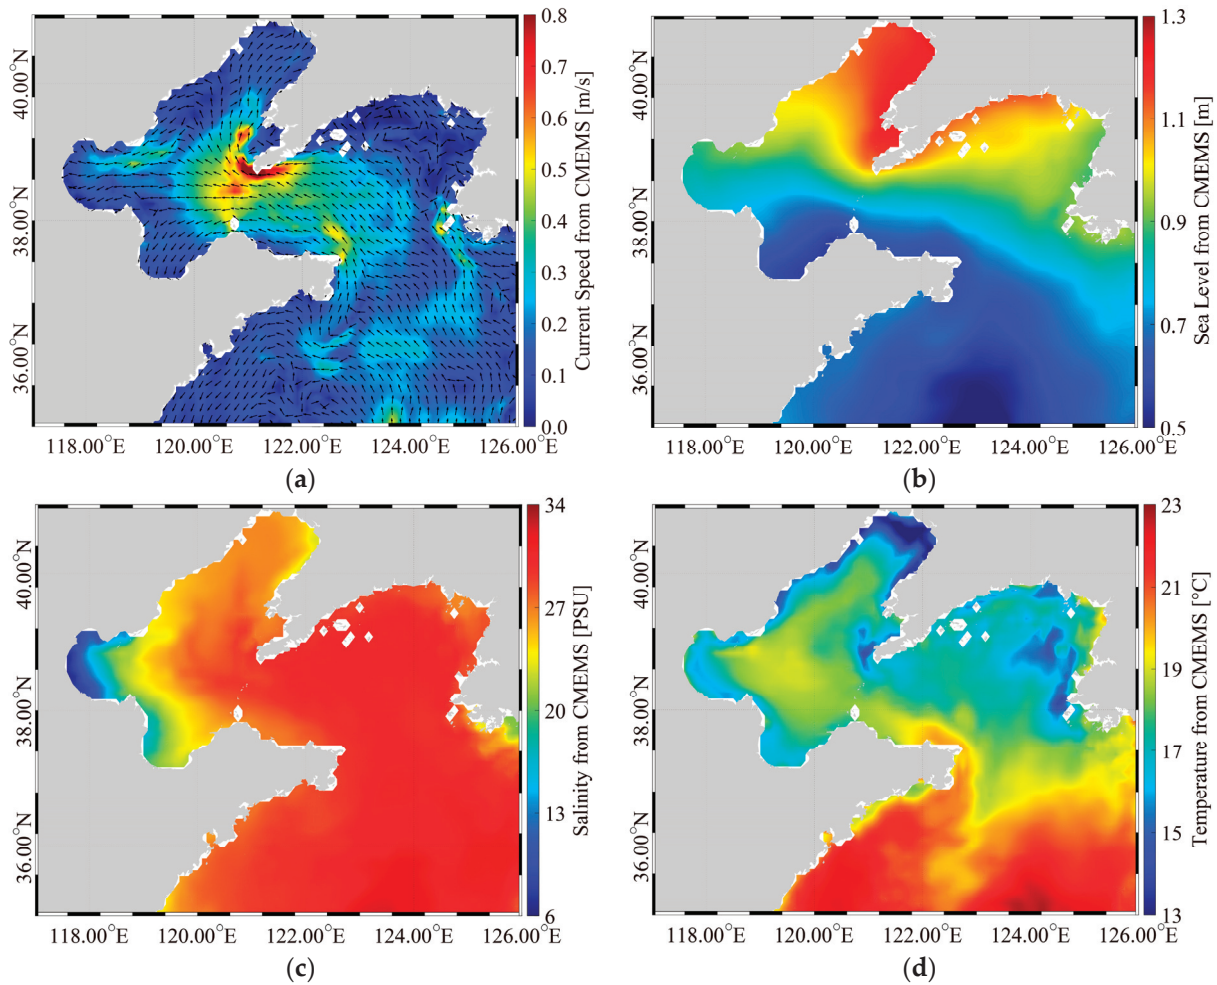 0.8
0.7
0.6
0.5
0.4
0.3
0.2
0.1
0.0
Current Speed from CMEMS [m/s]
40.00°N
38.00°N
36.00°N
118.00°E 120.00°E 122.00°E 124.00°E 126.00°E
(a)
1.3
1.1
0.9
0.7
0.5
Sea Level from CMEMS [m]
40.00°N
38.00°N
36.00°N
118.00°E 120.00°E 122.00°E 124.00°E 126.00°E
(b)
34
27
20
13
6
Salinity from CMEMS [PSU]
40.00°N
38.00°N
36.00°N
118.00°E 120.00°E 122.00°E 124.00°E 126.00°E
(c)
23
21
19
17
15
13
Temperature from CMEMS [°C]
40.00°N
38.00°N
36.00°N
118.00°E 120.00°E 122.00°E 124.00°E 126.00°E
(d)